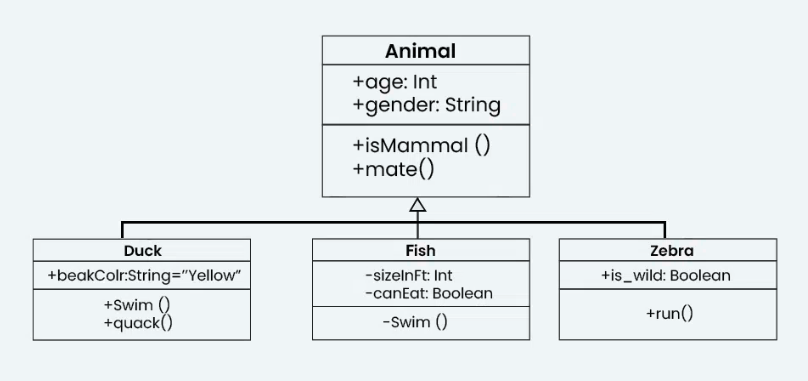 Animal
+age: Int
+gender: String
+isMammal ()
+mate()
Duck
+beakColr:String="Yellow"
+Swim ()
+quack()
Fish
-sizeInFt: Int
-canEat: Boolean
-Swim ()
Zebra
+is_wild: Boolean
+run()